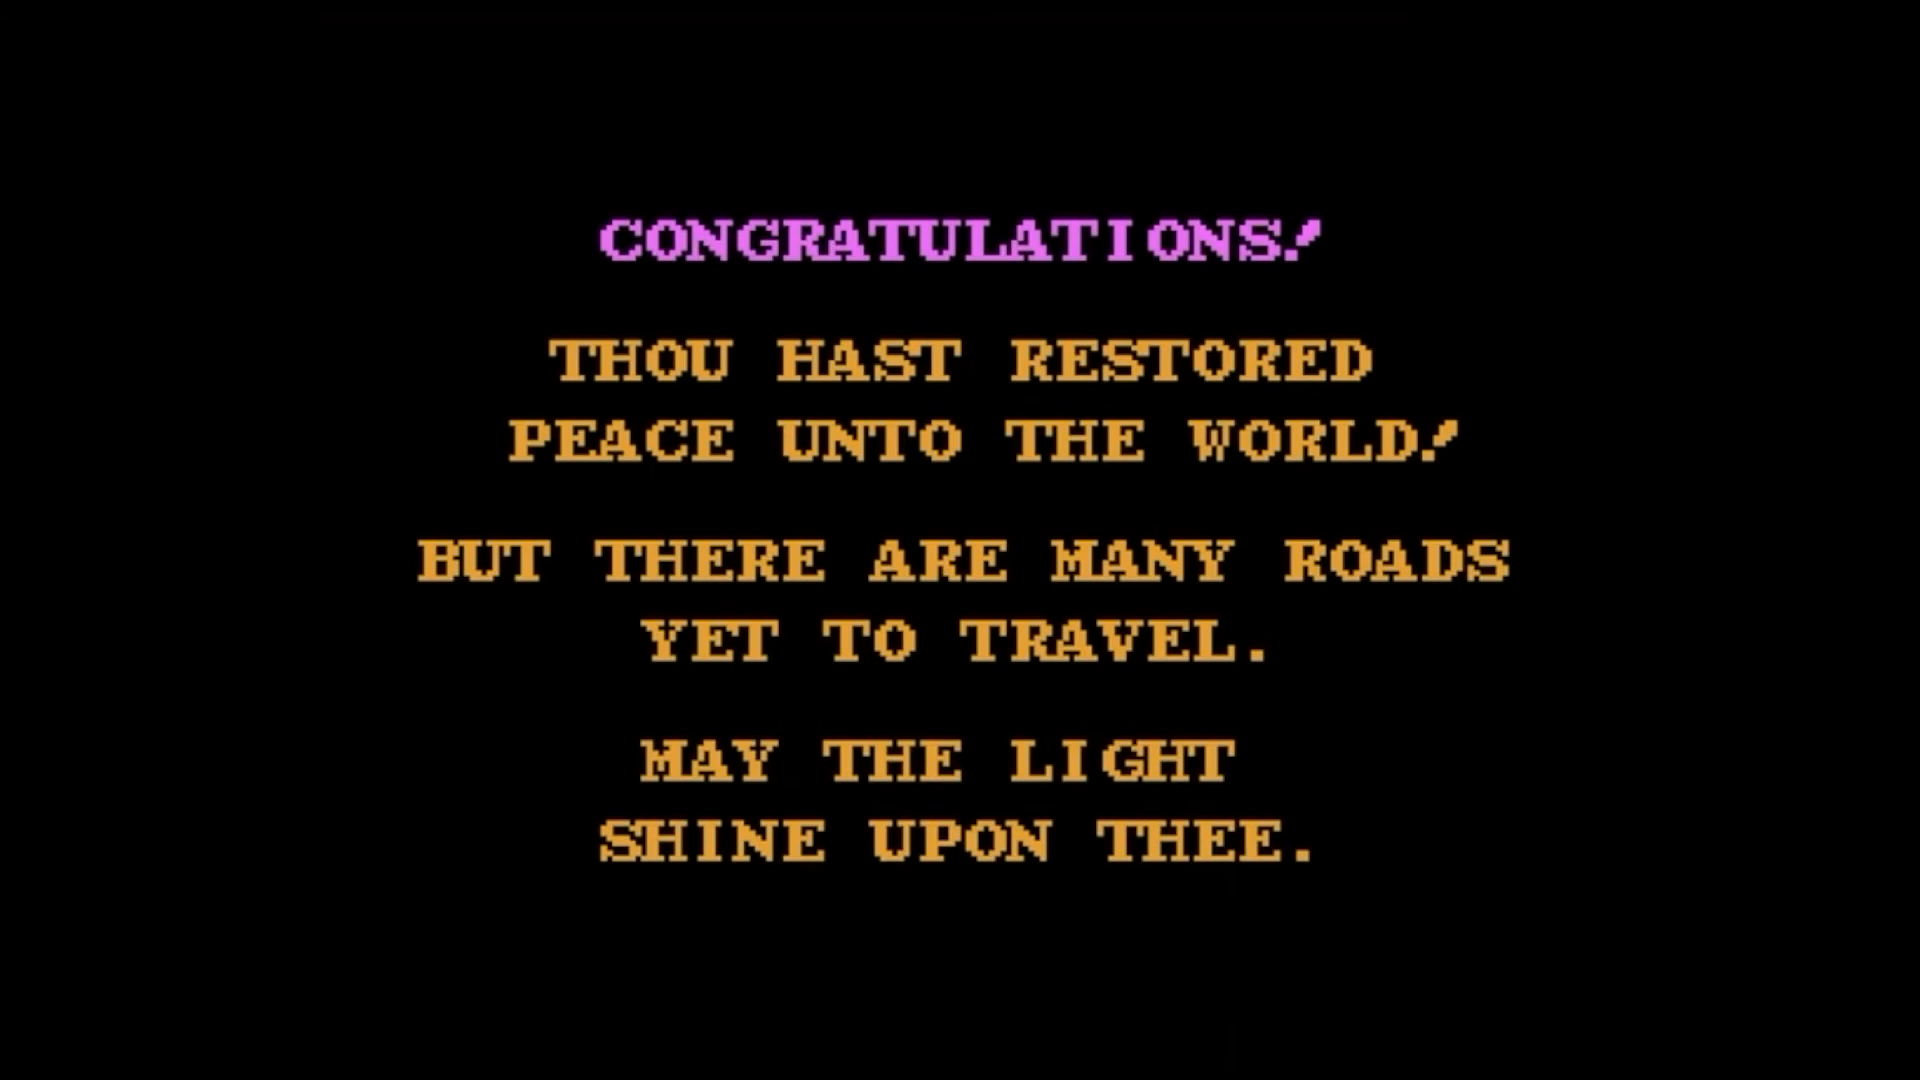 CONGRATULATIONS!
THOU HAST RESTORED
PEACE UNTO THE WORLD!
BUT THERE ARE MANY ROADS
YET TO TRAVEL.
MAY THE LIGHT
SHINE UPON THEE.